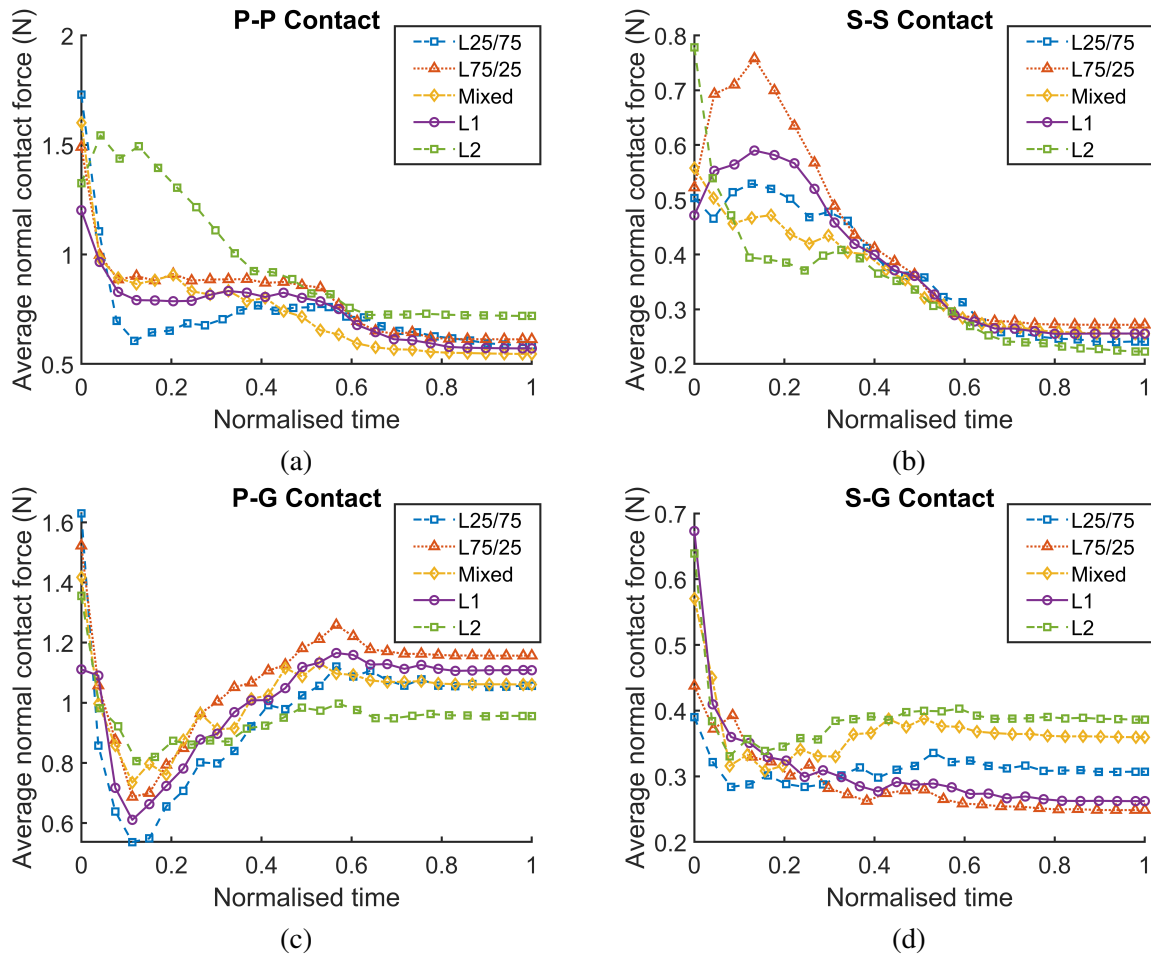 P-P Contact
Average normal contact force (N)
2
1.5
1
0.5
0 0.2 0.4 0.6 0.8 1
Normalised time
L25/75
L75/25
Mixed
L1
L2
(a)
S-S Contact
Average normal contact force (N)
0.8
0.7
0.6
0.5
0.4
0.3
0.2
0 0.2 0.4 0.6 0.8 1
Normalised time
L25/75
L75/25
Mixed
L1
L2
(b)
P-G Contact
Average normal contact force (N)
1.6
1.4
1.2
1
0.8
0.6
0 0.2 0.4 0.6 0.8 1
Normalised time
L25/75
L75/25
Mixed
L1
L2
(c)
S-G Contact
Average normal contact force (N)
0.7
0.6
0.5
0.4
0.3
0.2
0 0.2 0.4 0.6 0.8 1
Normalised time
L25/75
L75/25
Mixed
L1
L2
(d)